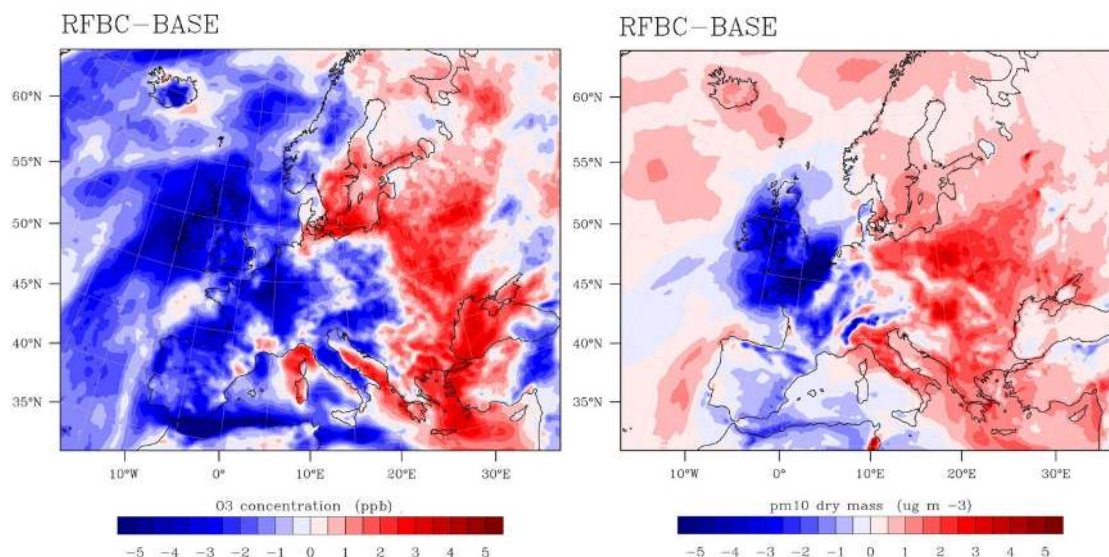 RFBC-BASE
60°N
55°N
50°N
45°N
40°N
35°N
10°W
0°
10°E
20°E
30°E
O3 concentration (ppb)
-5 -4 -3 -2 -1 0 1 2 3 4 5
RFBC-BASE
60°N
55°N
50°N
45°N
40°N
35°N
10°W
0°
10°E
20°E
30°E
pm10 dry mass (ug m -3)
-5 -4 -3 -2 -1 0 1 2 3 4 5